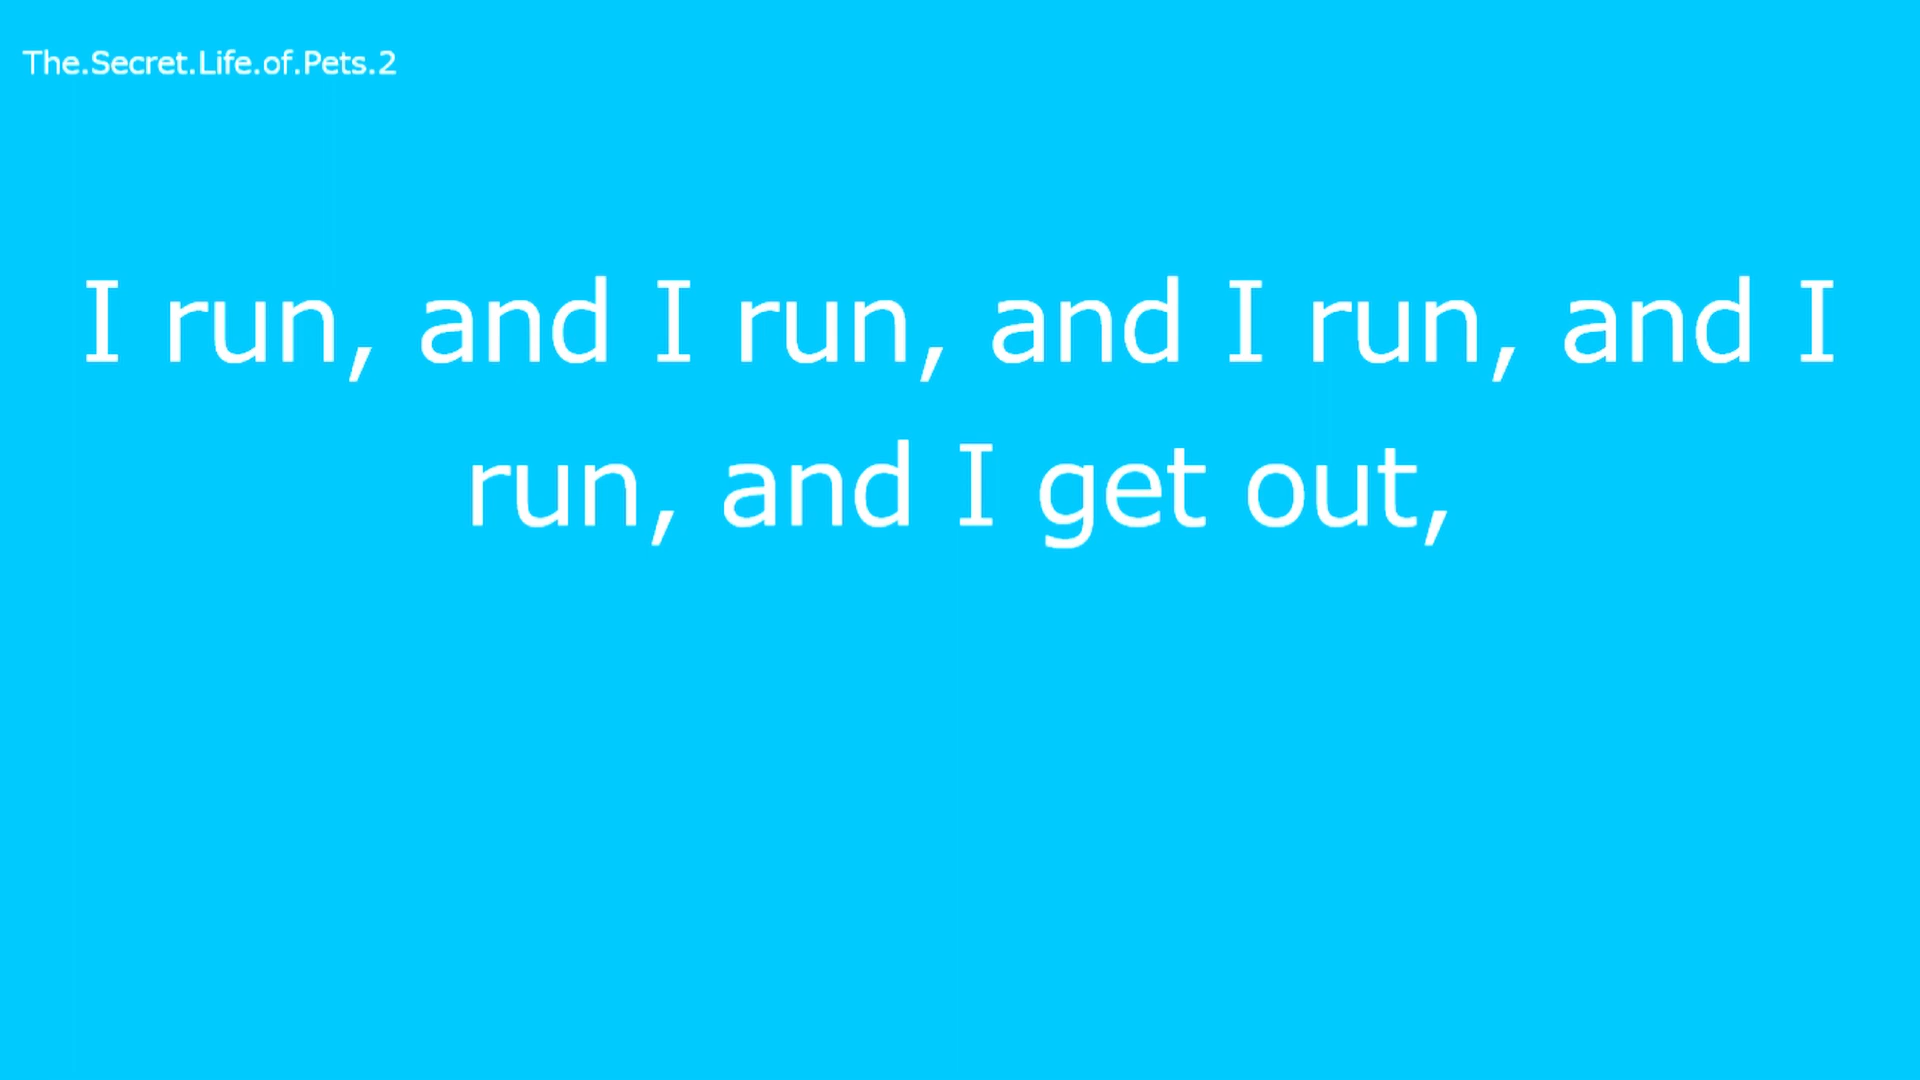 The.Secret.Life.of.Pets.2
I run, and I run, and I run, and I
run, and I get out,